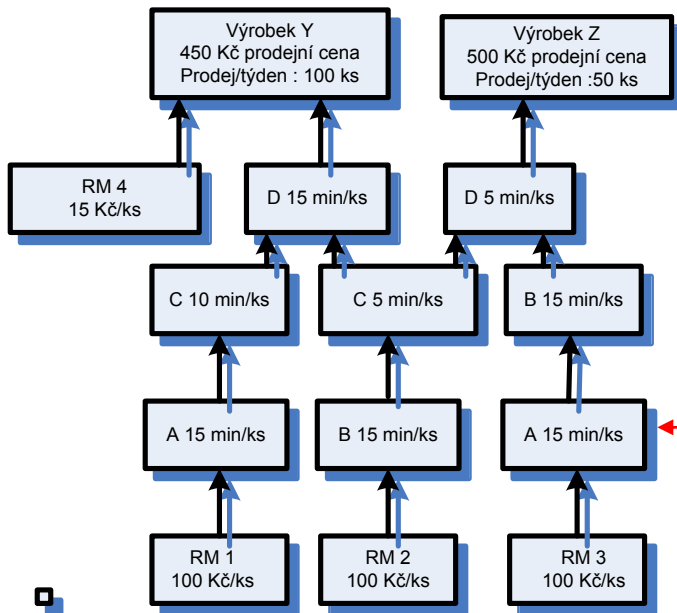 Výrobek Y
450 Kč prodejní cena
Prodej/týden : 100 ks
Výrobek Z
500 Kč prodejní cena
Prodej/týden :50 ks
RM 4
15 Kč/ks
D 15 min/ks
D 5 min/ks
C 10 min/ks
C 5 min/ks
B 15 min/ks
A 15 min/ks
B 15 min/ks
A 15 min/ks
RM 1
100 Kč/ks
RM 2
100 Kč/ks
RM 3
100 Kč/ks